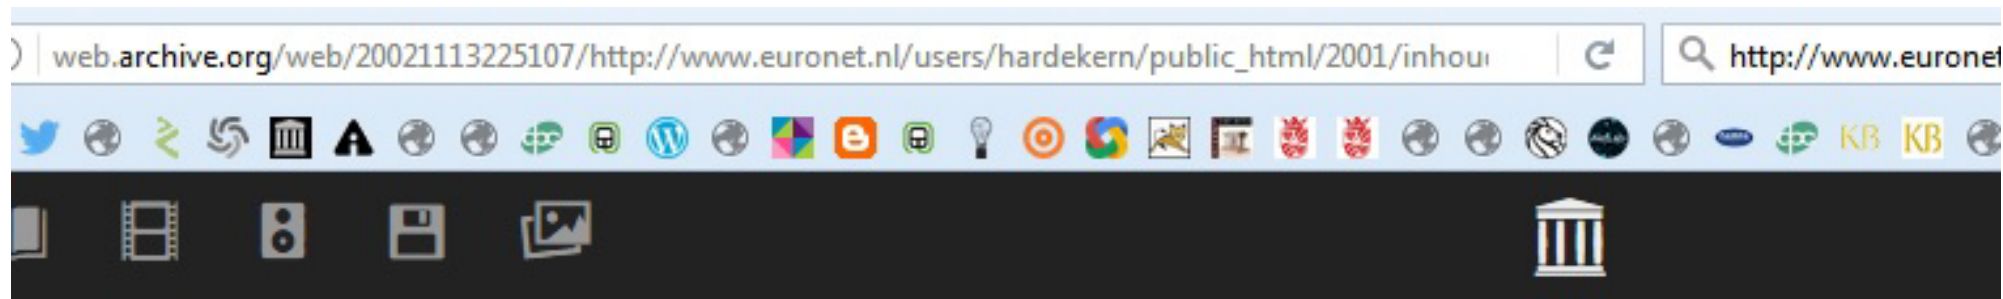 web.archive.org/web/20021113225107/http://www.euronet.nl/users/hardekern/public_html/2001/inhou
http://www.euronet
KB KB